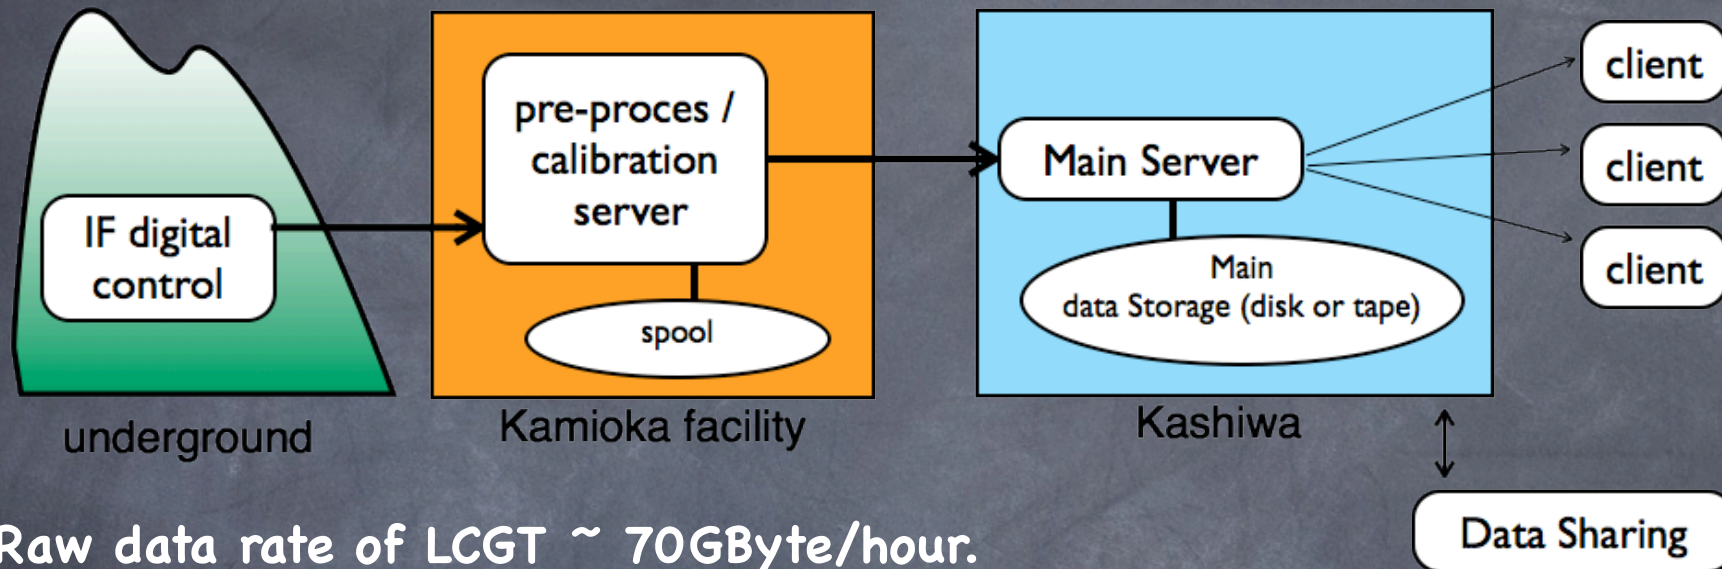 IF digital
control
underground
pre-proces /
calibration
server
spool
Kamioka facility
Main Server
Main
data Storage (disk or tape)
Kashiwa
client
client
client
Data Sharing
Raw data rate of LCGT ~ 70GByte/hour.